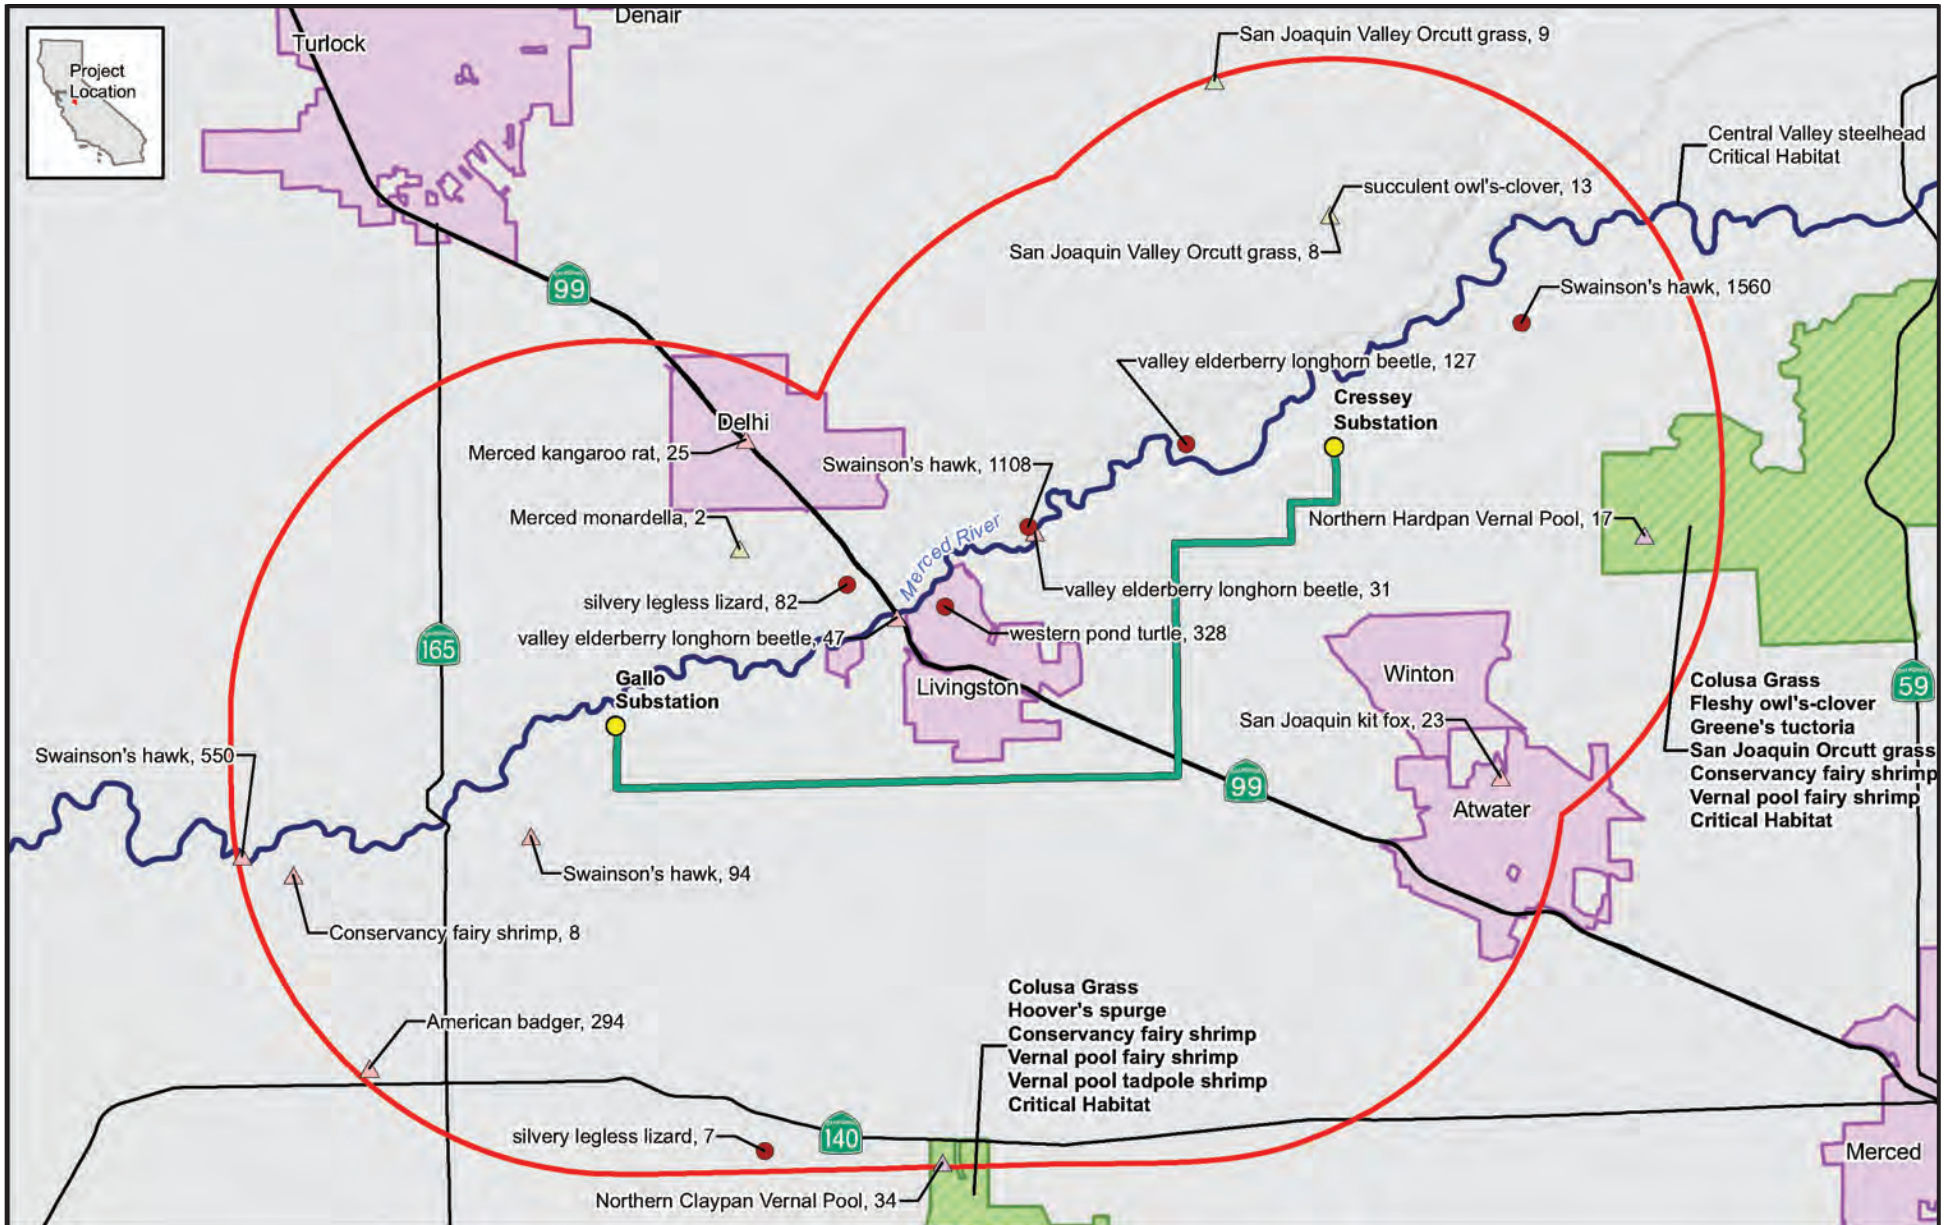 Denair
Turlock
Project
Location
San Joaquin Valley Orcutt grass, 9
Central Valley steelhead
Critical Habitat
succulent owl's-clover, 13
San Joaquin Valley Orcutt grass, 8
99
Swainson's hawk, 1560
valley elderberry longhorn beetle, 127
Cressey
Substation
Delhi
Merced kangaroo rat, 25
Swainson's hawk, 1108
Merced monardella, 2
Northern Hardpan Vernal Pool, 17
Merced River
silvery legless lizard, 82
valley elderberry longhorn beetle, 31
valley elderberry longhorn beetle, 47
western pond turtle, 328
165
Gallo
Substation
Livingston
Winton
59
Colusa Grass
Fleshy owl's-clover
Greene's tuctoria
San Joaquin Orcutt grass
Conservancy fairy shrimp
Vernal pool fairy shrimp
Critical Habitat
San Joaquin kit fox, 23
Swainson's hawk, 550
99
Atwater
Swainson's hawk, 94
Conservancy fairy shrimp, 8
Colusa Grass
Hoover's spurge
Conservancy fairy shrimp
Vernal pool fairy shrimp
Vernal pool tadpole shrimp
Critical Habitat
American badger, 294
silvery legless lizard, 7
140
Merced
Northern Claypan Vernal Pool, 34